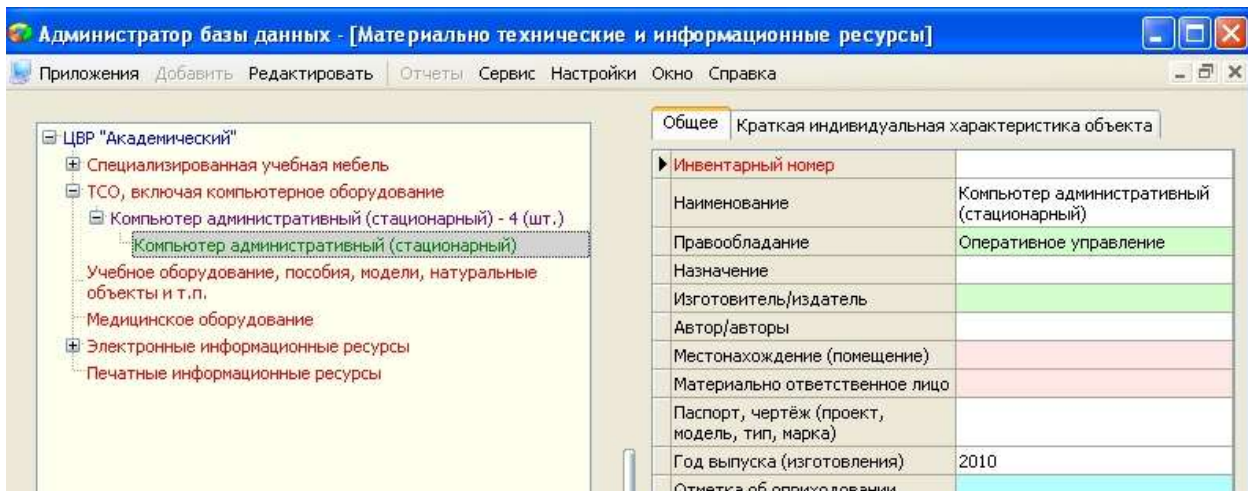 Администратор базы данных - [Материально технические и информационные ресурсы]
Приложения Добавить Редактировать Отчеты Сервис Настройки Окно Справка
ЦВР "Академический"
Специализированная учебная мебель
ТСО, включая компьютерное оборудование
Компьютер административный (стационарный) - 4 (шт.)
Компьютер административный (стационарный)
Учебное оборудование, пособия, модели, натуральные
объекты и т.п.
Медицинское оборудование
Электронные информационные ресурсы
Печатные информационные ресурсы
Общее Краткая индивидуальная характеристика объекта
Инвентарный номер
Наименование Компьютер административный
(стационарный)
Правообладание Оперативное управление
Назначение
Изготовитель/издатель
Автор/авторы
Местонахождение (помещение)
Материально ответственное лицо
Паспорт, чертёж (проект,
модель, тип, марка)
Год выпуска (изготовления) 2010
Отметка об оприходовании